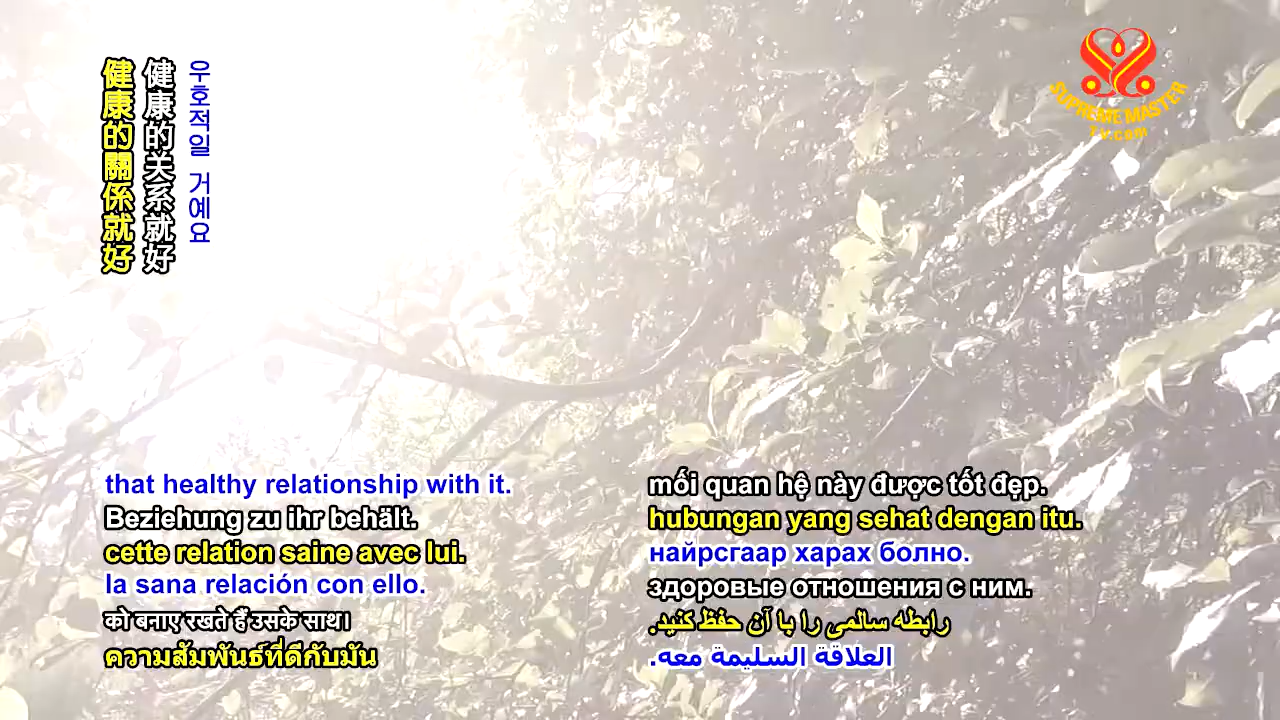 健康的關係就好
健康的关系就好
우호적일 거예요
SUPREME MASTER
TV.com
that healthy relationship with it.
Beziehung zu ihr behält.
cette relation saine avec lui.
la sana relación con ello.
को बनाए रखते हैं उसके साथ।
ความสัมพันธ์ที่ดีกับมัน
mối quan hệ này được tốt đẹp.
hubungan yang sehat dengan itu.
найрсгаар харах болно.
здоровые отношения с ним.
رابطه سالمی را با آن حفظ کنید.
العلاقة السليمة معه.